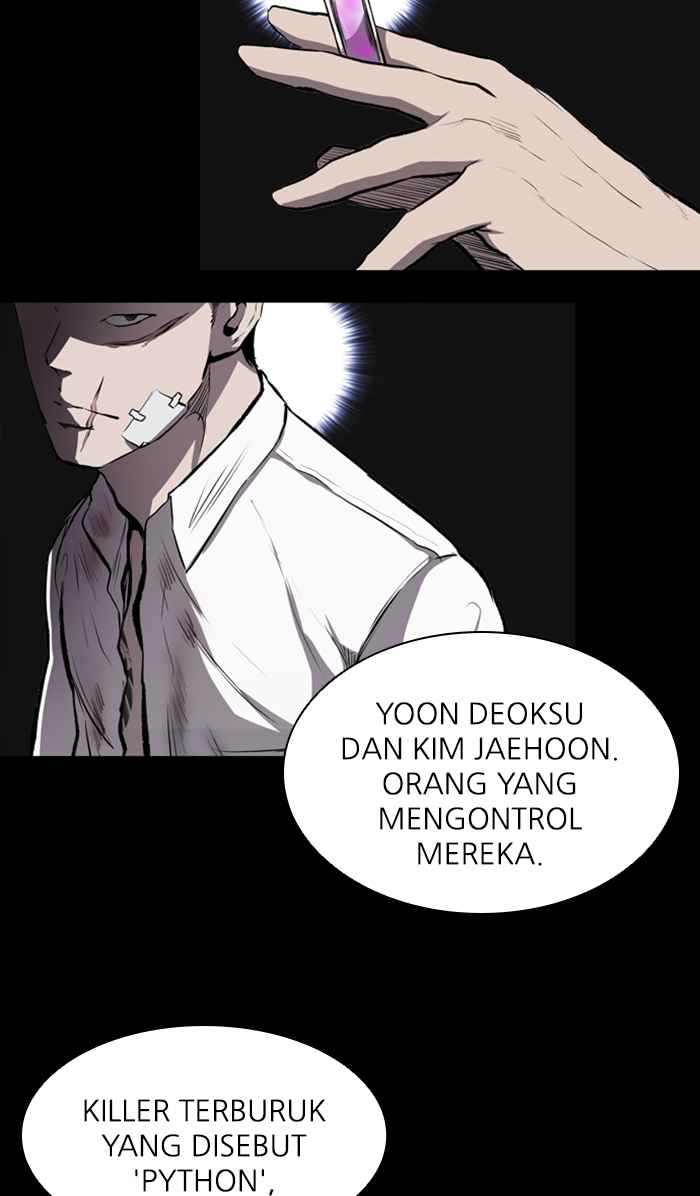 YOON DEOKSU
DAN KIM JAEHOON.
ORANG YANG
MENGONTROL
MEREKA.
KILLER TERBURUK
YANG DISEBUT
'PYTHON',